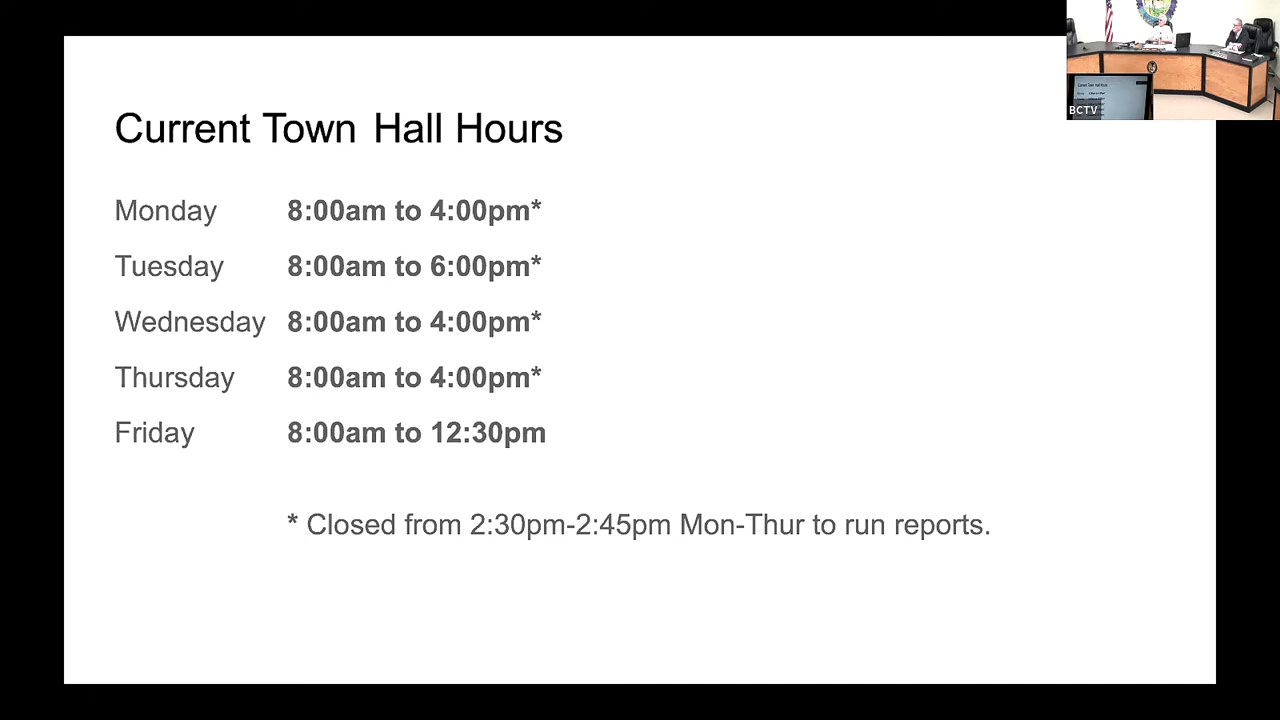 Current Town Hall Hours
Monday 8:00am to 4:00pm*
Tuesday 8:00am to 6:00pm*
Wednesday 8:00am to 4:00pm*
Thursday 8:00am to 4:00pm*
Friday 8:00am to 12:30pm
* Closed from 2:30pm-2:45pm Mon-Thur to run reports.
BCTV